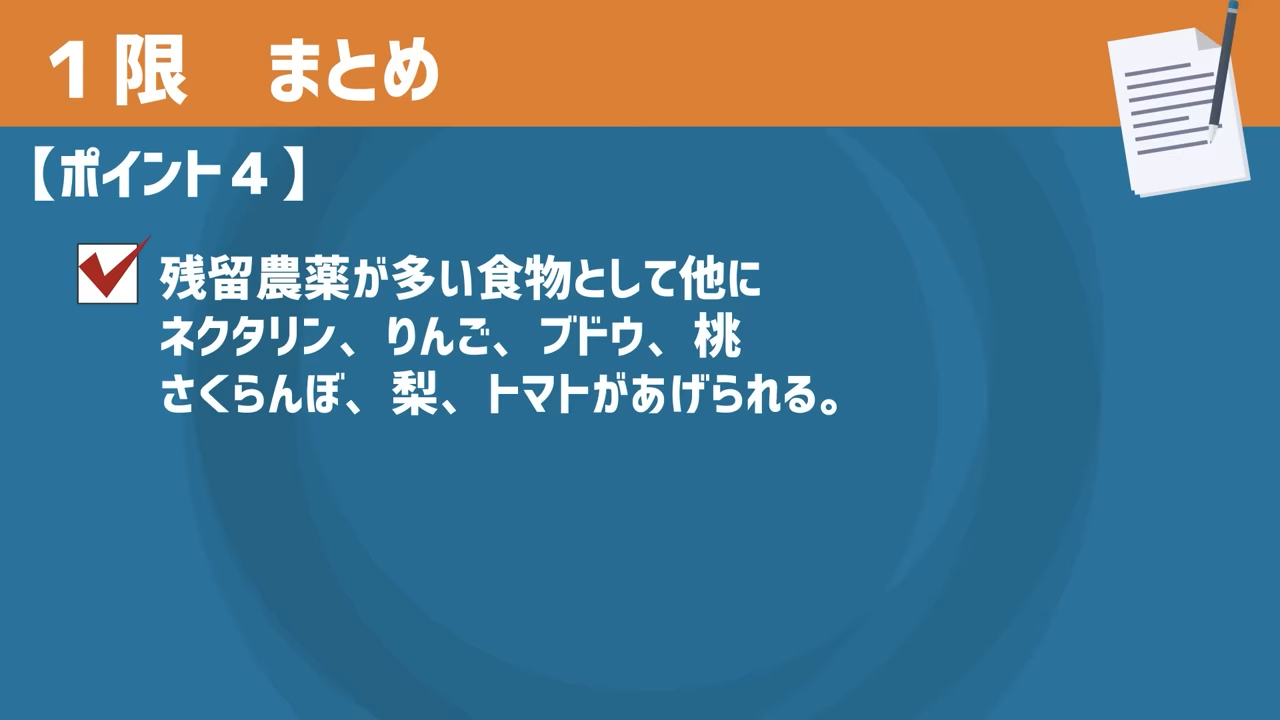 １限　まとめ
【ポイント４】
残留農薬が多い食物として他に
ネクタリン、りんご、ブドウ、桃
さくらんぼ、梨、トマトがあげられる。